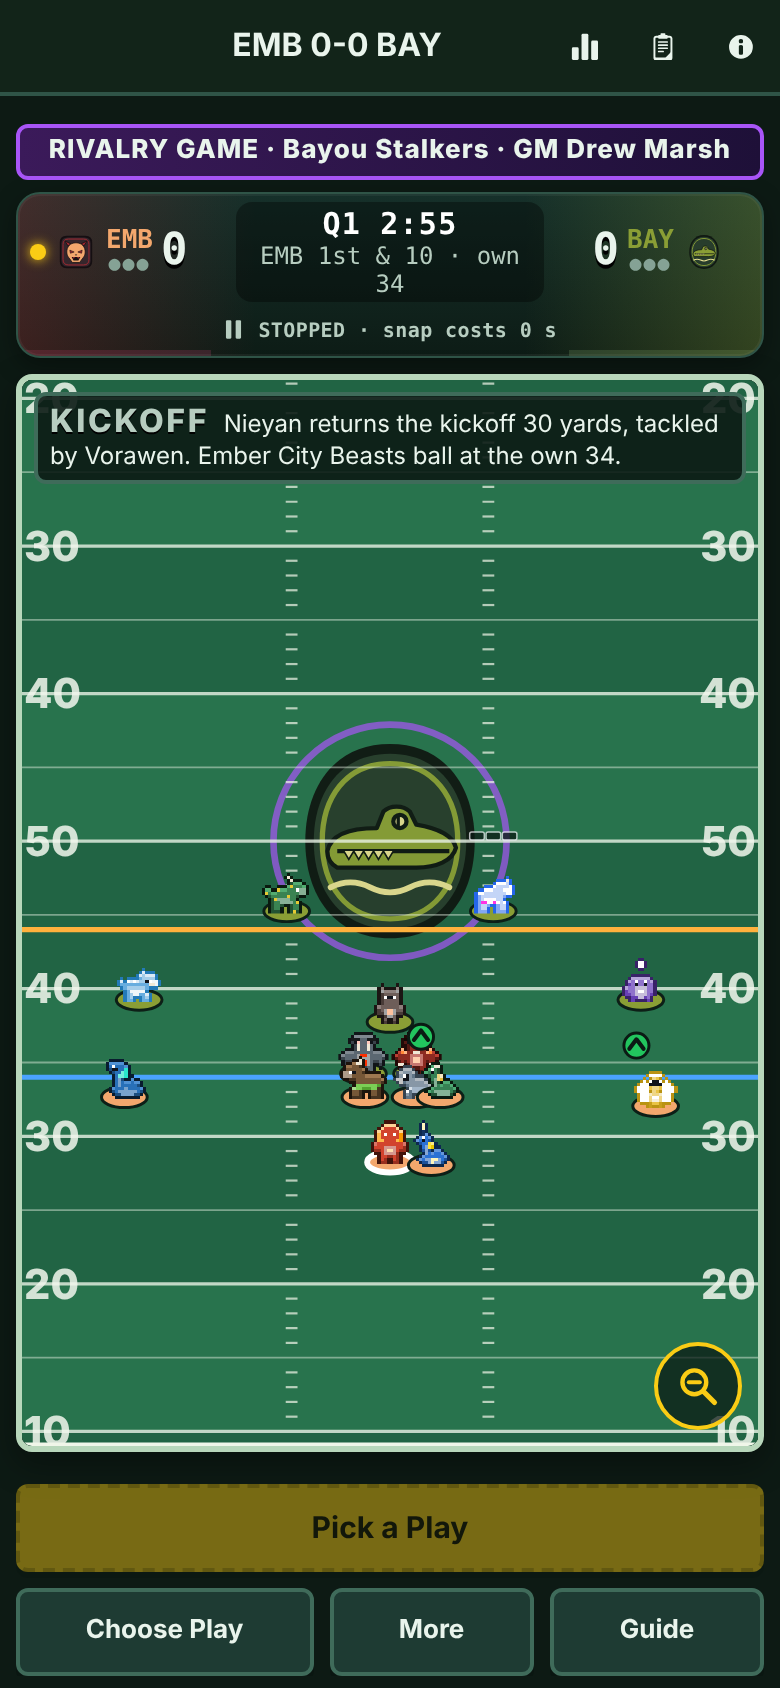 EMB 0-0 BAY
RIVALRY GAME · Bayou Stalkers · GM Drew Marsh
EMB 0
Q1 2:55
EMB 1st & 10 · own
34
0 BAY
STOPPED · snap costs 0 s
20 20
KICKOFF Nieyan returns the kickoff 30 yards, tackled
by Vorawen. Ember City Beasts ball at the own 34.
30 30
40 40
50 50
40 40
30 30
20 20
10 10
Pick a Play
Choose Play
More
Guide